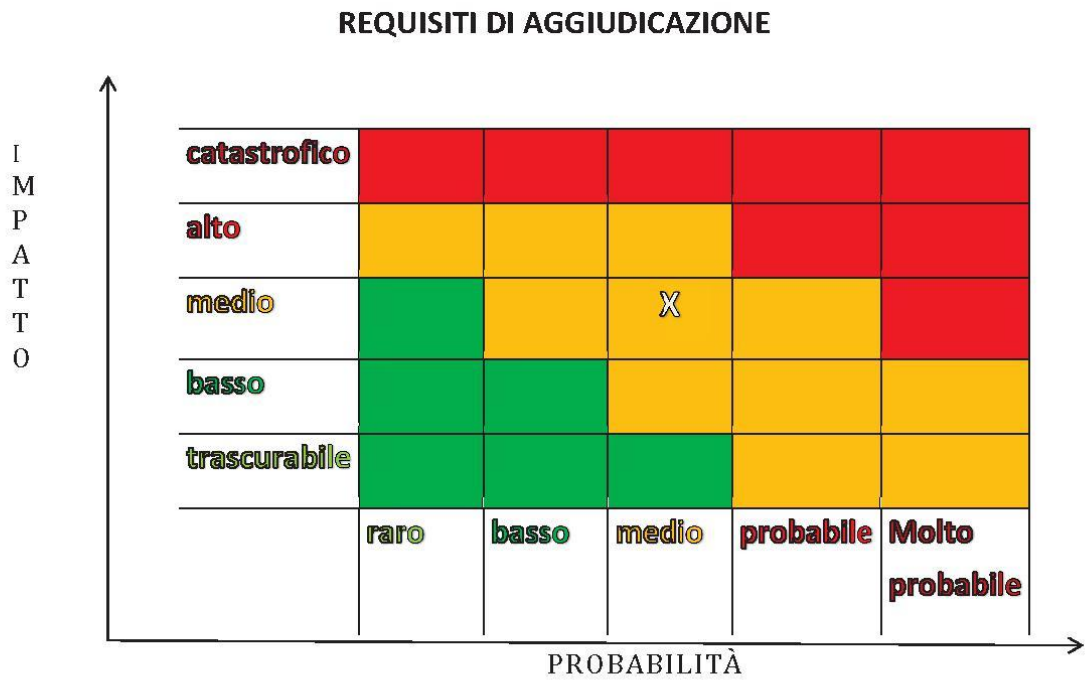 REQUISITI DI AGGIUDICAZIONE
I
M
P
A
T
T
O
catastrofico
alto
medio
X
basso
trascurabile
raro
basso
medio
probabile
Molto
probabile
PROBABILITÀ